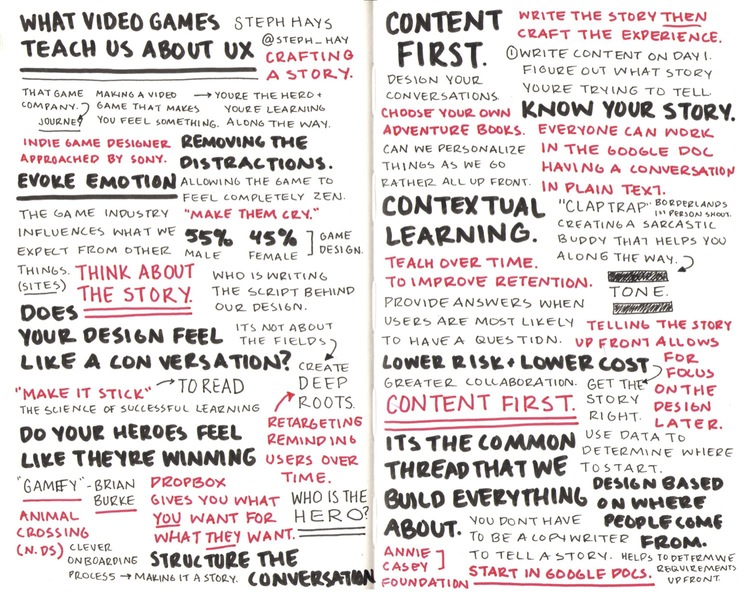 WHAT VIDEO GAMES STEPH HAYS
TEACH US ABOUT UX @STEPH_HAY
CRAFTING
A STORY.
THAT GAME
COMPANY.
JOURNEY
MAKING A VIDEO
GAME THAT MAKES
YOU FEEL SOMETHING.
→ YOURE THE HERO +
YOURE LEARNING
ALONG THE WAY.
INDIE GAME DESIGNER
APPROACHED BY SONY.
REMOVING THE
DISTRACTIONS.
EVOKE EMOTION
ALLOWING THE GAME TO
FEEL COMPLETELY ZEN.
THE GAME INDUSTRY
INFLUENCES WHAT WE
EXPECT FROM OTHER
THINGS.
(SITES)
"MAKE THEM CRY."
55% 45% ] GAME
MALE FEMALE DESIGN.
THINK ABOUT
THE STORY.
WHO IS WRITING
THE SCRIPT BEHIND
OUR DESIGN.
DOES
YOUR DESIGN FEEL
LIKE A CONVERSATION?
ITS NOT ABOUT
THE FIELDS
CREATE
DEEP
ROOTS.
"MAKE IT STICK" → TO READ
THE SCIENCE OF SUCCESSFUL LEARNING
RETARGETING
REMINDING
USERS OVER
TIME.
DO YOUR HEROES FEEL
LIKE THEYRE WINNING
"GAMEFY" - BRIAN
BURKE
DROPBOX
GIVES YOU WHAT
YOU WANT FOR
WHAT THEY WANT.
WHO IS THE
HERO?
ANIMAL
CROSSING
(N.DS)
CLEVER
ONBOARDING
PROCESS → MAKING IT A STORY.
STRUCTURE THE
CONVERSATION
CONTENT
FIRST.
WRITE THE STORY THEN
CRAFT THE EXPERIENCE.
DESIGN YOUR
CONVERSATIONS.
① WRITE CONTENT ON DAY 1.
FIGURE OUT WHAT STORY
YOURE TRYING TO TELL.
CHOOSE YOUR OWN
ADVENTURE BOOKS.
KNOW YOUR STORY.
CAN WE PERSONALIZE
THINGS AS WE GO
RATHER ALL UP FRONT.
EVERYONE CAN WORK
IN THE GOOGLE DOC
HAVING A CONVERSATION
IN PLAIN TEXT.
CONTEXTUAL
LEARNING.
"CLAPTRAP" BORDERLANDS
1ST PERSON SHOOT.
CREATING A SARCASTIC
BUDDY THAT HELPS YOU
ALONG THE WAY.
TEACH OVER TIME.
TO IMPROVE RETENTION.
TONE.
PROVIDE ANSWERS WHEN
USERS ARE MOST LIKELY
TO HAVE A QUESTION.
TELLING THE STORY
UP FRONT ALLOWS
FOR
FOCUS
ON THE
DESIGN
LATER.
LOWER RISK + LOWER COST
GREATER COLLABORATION.
GET THE
STORY
RIGHT.
CONTENT FIRST.
USE DATA TO
DETERMINE WHERE
TO START.
ITS THE COMMON
THREAD THAT WE
BUILD EVERYTHING
ABOUT.
DESIGN BASED
ON WHERE
PEOPLE COME
FROM.
YOU DONT HAVE
TO BE A COPYWRITER
TO TELL A STORY.
HELPS TO DETERMINE
REQUIREMENTS
UPFRONT.
ANNIE
CASEY
FOUNDATION
START IN GOOGLE DOCS.